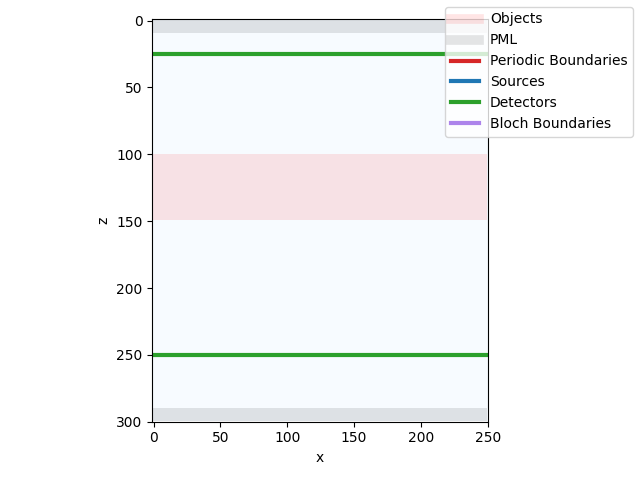 Objects
PML
Periodic Boundaries
Sources
Detectors
Bloch Boundaries
0
50
100
150
200
250
300
z
0 50 100 150 200 250
x